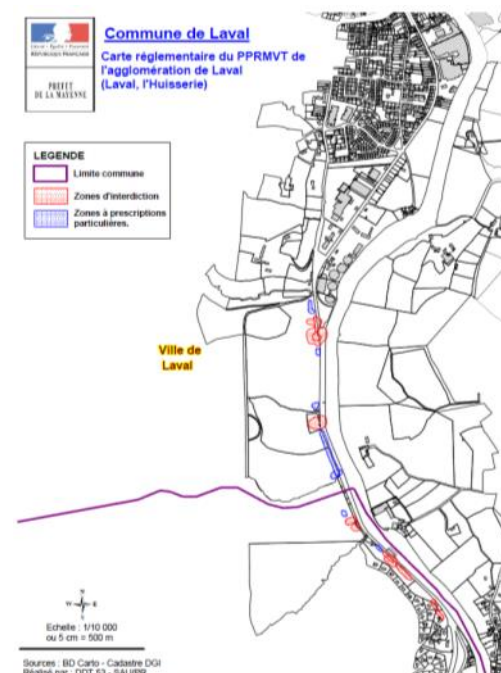 Commune de Laval
Carte réglementaire du PPRMVT de
l'agglomération de Laval
(Laval, l'Huisserie)
RÉPUBLIQUE FRANÇAISE
PRÉFET
DE LA MAYENNE
LEGENDE
Limite commune
Zones d'interdiction
Zones à prescriptions
particulières.
Ville de
Laval
N
W E
S
Echelle : 1/10 000
ou 5 cm = 500 m
Sources : BD Carto - Cadastre DGI